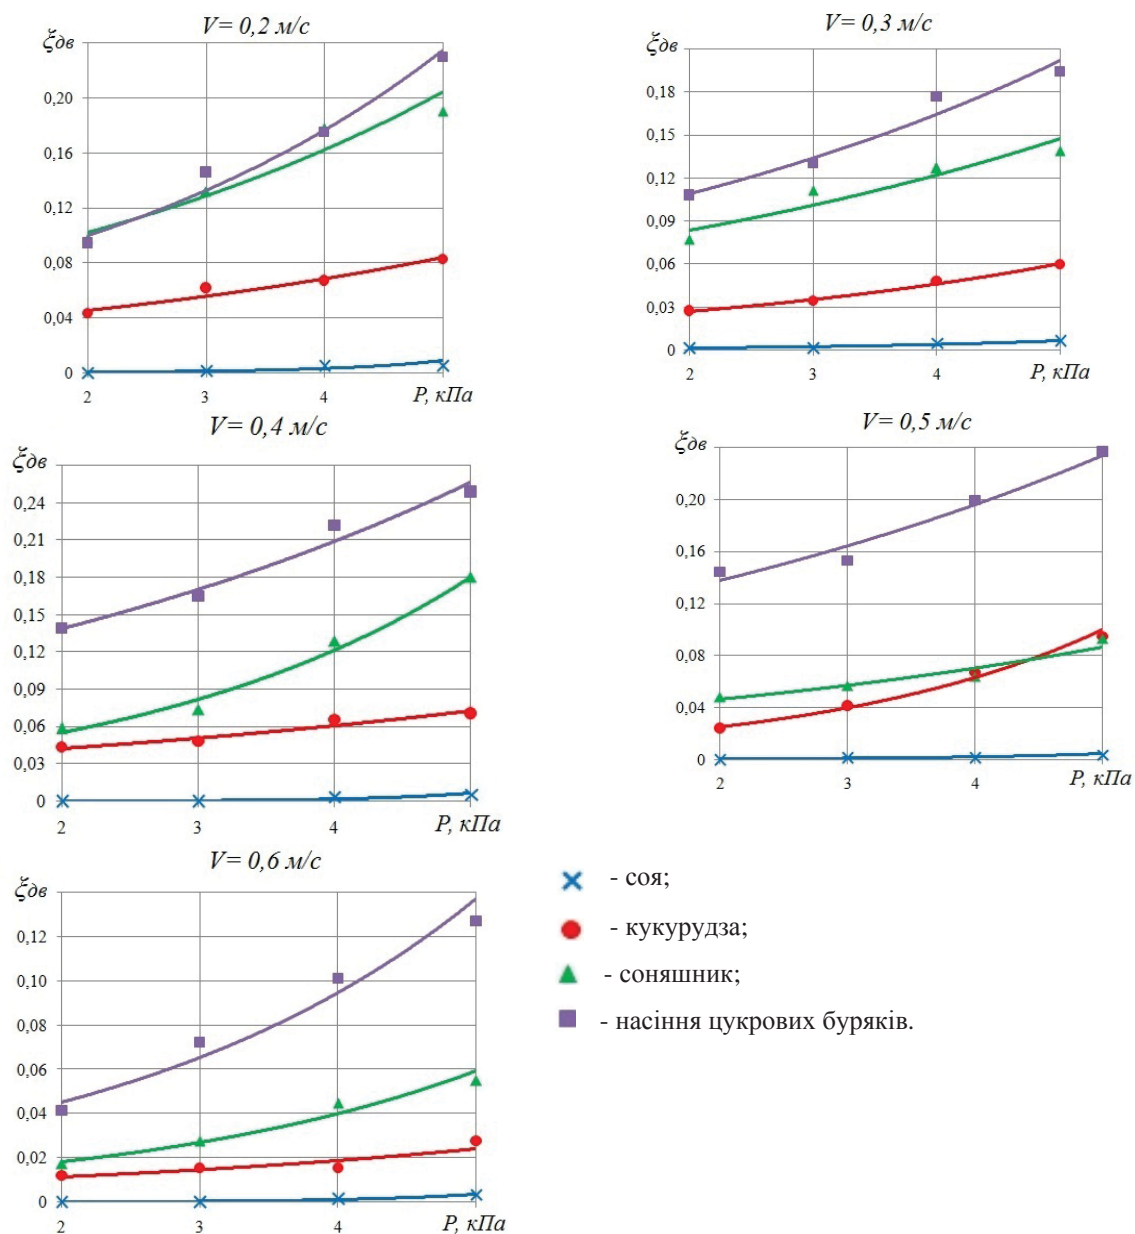 V= 0,2 м/с
ξдв
0,20
0,16
0,12
0,08
0,04
0
2
3
4
P, кПа
V= 0,3 м/с
ξдв
0,18
0,15
0,12
0,09
0,06
0,03
0
2
3
4
P, кПа
V= 0,4 м/с
ξдв
0,24
0,21
0,18
0,15
0,12
0,09
0,06
0,03
0
2
3
4
P, кПа
V= 0,5 м/с
ξдв
0,20
0,16
0,12
0,08
0,04
0
2
3
4
P, кПа
V= 0,6 м/с
ξдв
0,12
0,10
0,08
0,06
0,04
0,02
0
2
3
4
P, кПа
- соя;
- кукурудза;
- соняшник;
- насіння цукрових буряків.